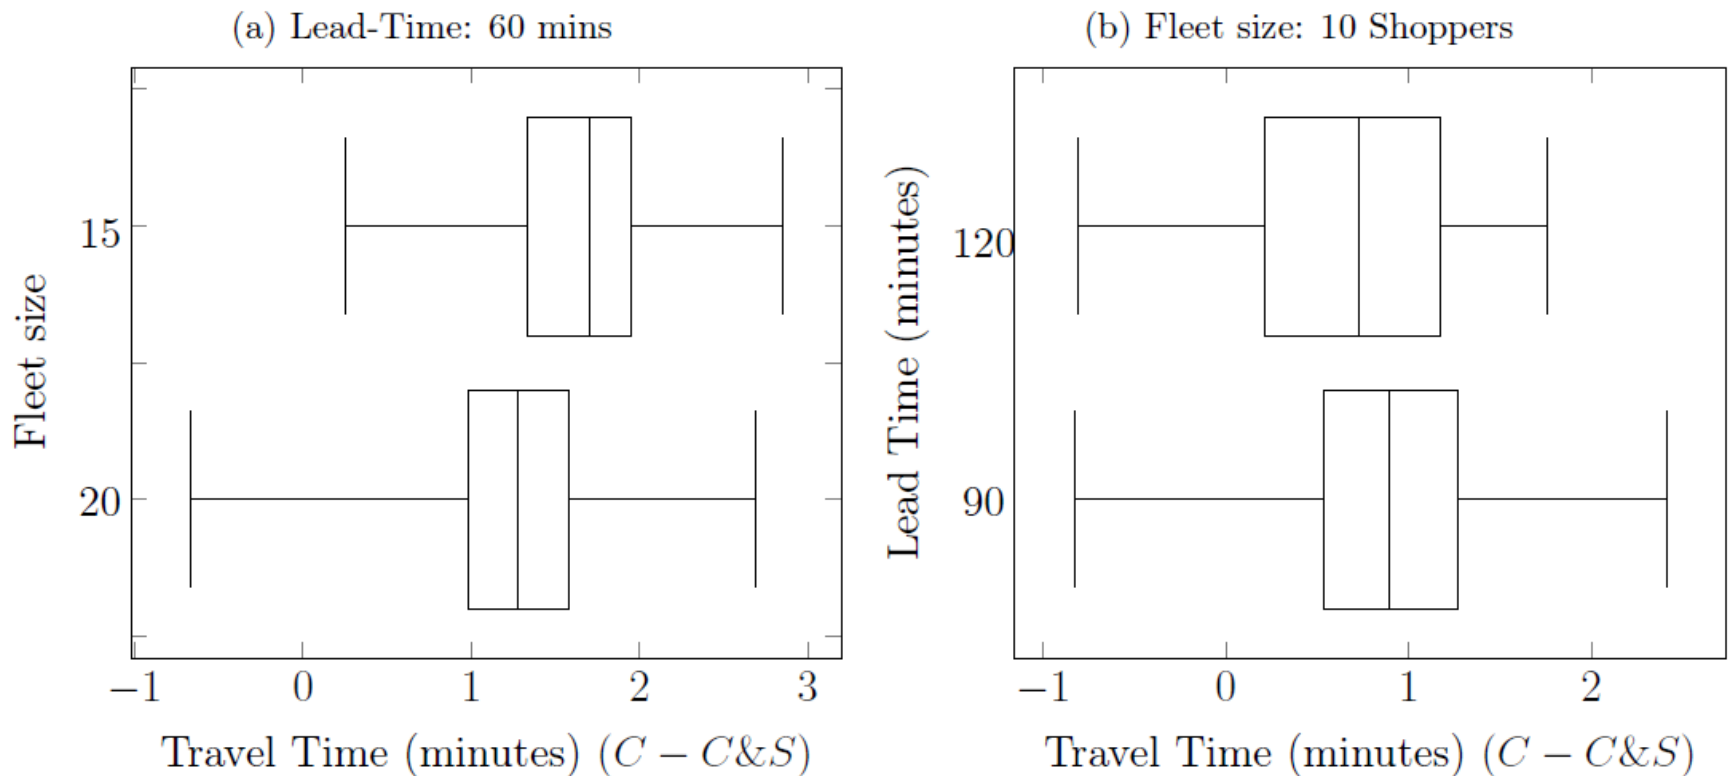 (a) Lead-Time: 60 mins
Fleet size
15
20
−1 0 1 2 3
Travel Time (minutes) (C − C&S)
(b) Fleet size: 10 Shoppers
Lead Time (minutes)
120
90
−1 0 1 2
Travel Time (minutes) (C − C&S)